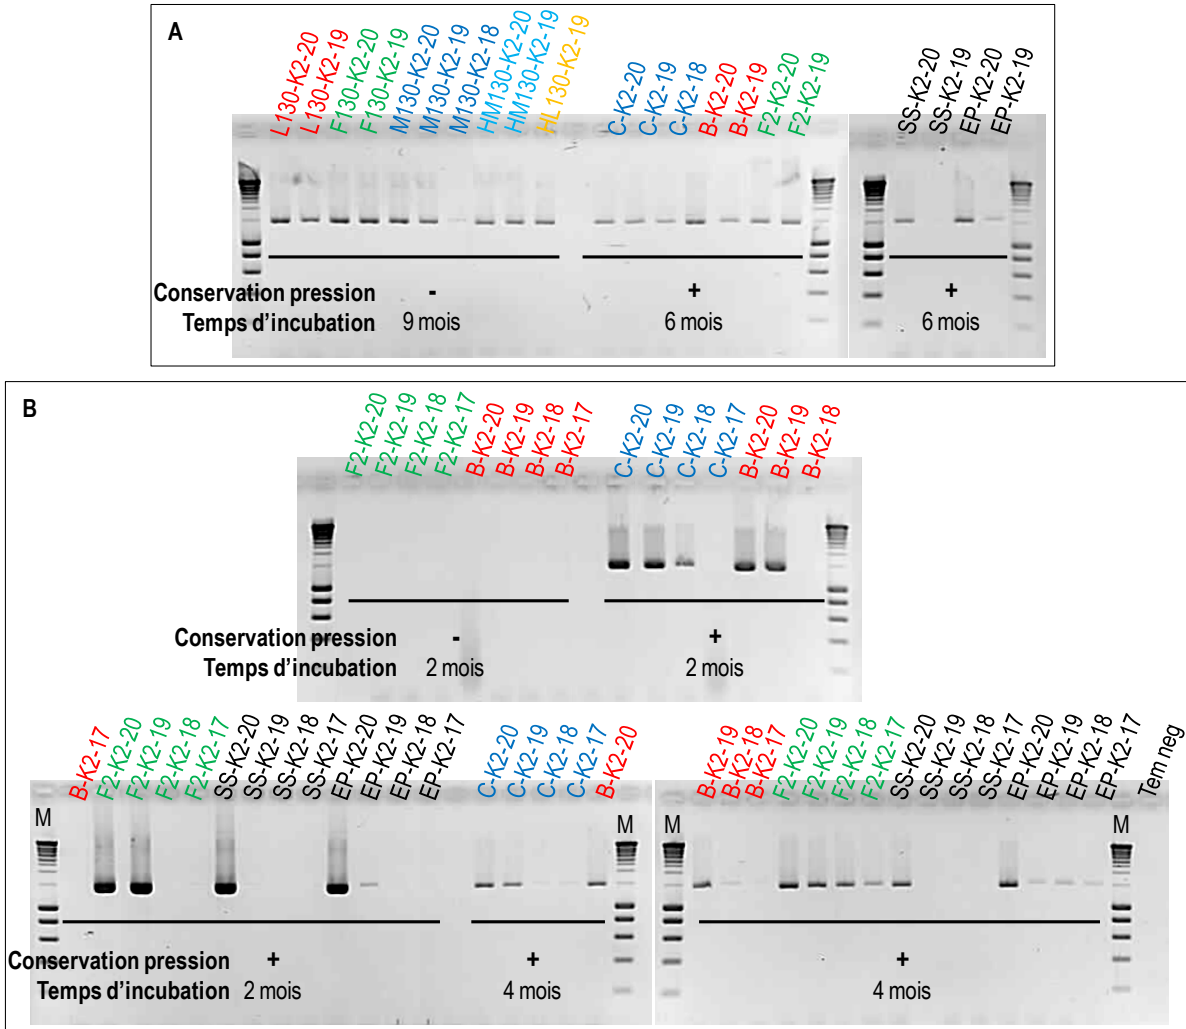 A
L130-K2-20
L130-K2-19
F130-K2-20
F130-K2-19
M130-K2-20
M130-K2-19
M130-K2-18
HM130-K2-20
HM130-K2-19
HL130-K2-19
C-K2-20
C-K2-19
C-K2-18
B-K2-20
B-K2-19
F2-K2-20
F2-K2-19
SS-K2-20
SS-K2-19
EP-K2-20
EP-K2-19
Conservation pression - + +
Temps d'incubation 9 mois 6 mois 6 mois
B
F2-K2-20
F2-K2-19
F2-K2-18
F2-K2-17
B-K2-20
B-K2-19
B-K2-18
B-K2-17
C-K2-20
C-K2-19
C-K2-18
C-K2-17
B-K2-20
B-K2-19
B-K2-18
Conservation pression - +
Temps d'incubation 2 mois 2 mois
B-K2-17
F2-K2-20
F2-K2-19
F2-K2-18
F2-K2-17
SS-K2-20
SS-K2-19
SS-K2-18
SS-K2-17
EP-K2-20
EP-K2-19
EP-K2-18
EP-K2-17
C-K2-20
C-K2-19
C-K2-18
C-K2-17
B-K2-20
B-K2-19
B-K2-18
B-K2-17
F2-K2-20
F2-K2-19
F2-K2-18
F2-K2-17
SS-K2-20
SS-K2-19
SS-K2-18
SS-K2-17
EP-K2-20
EP-K2-19
EP-K2-18
EP-K2-17
Tem neg
M M M M
Conservation pression + + +
Temps d'incubation 2 mois 4 mois 4 mois